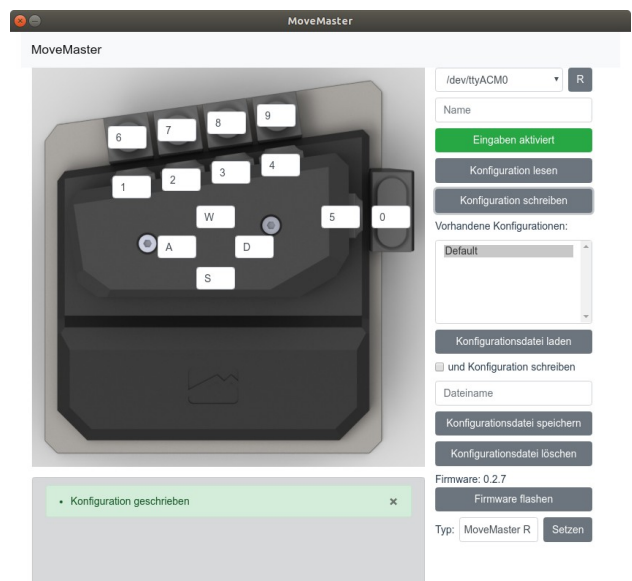 MoveMaster
MoveMaster
/dev/ttyACM0
R
Name
Eingaben aktiviert
Konfiguration lesen
Konfiguration schreiben
Vorhandene Konfigurationen:
Default
Konfigurationsdatei laden
und Konfiguration schreiben
Dateiname
Konfigurationsdatei speichern
Konfigurationsdatei löschen
Firmware: 0.2.7
Firmware flashen
Typ: MoveMaster R Setzen
6 7 8 9
1 2 3 4
W 5 0
A D
S
Konfiguration geschrieben